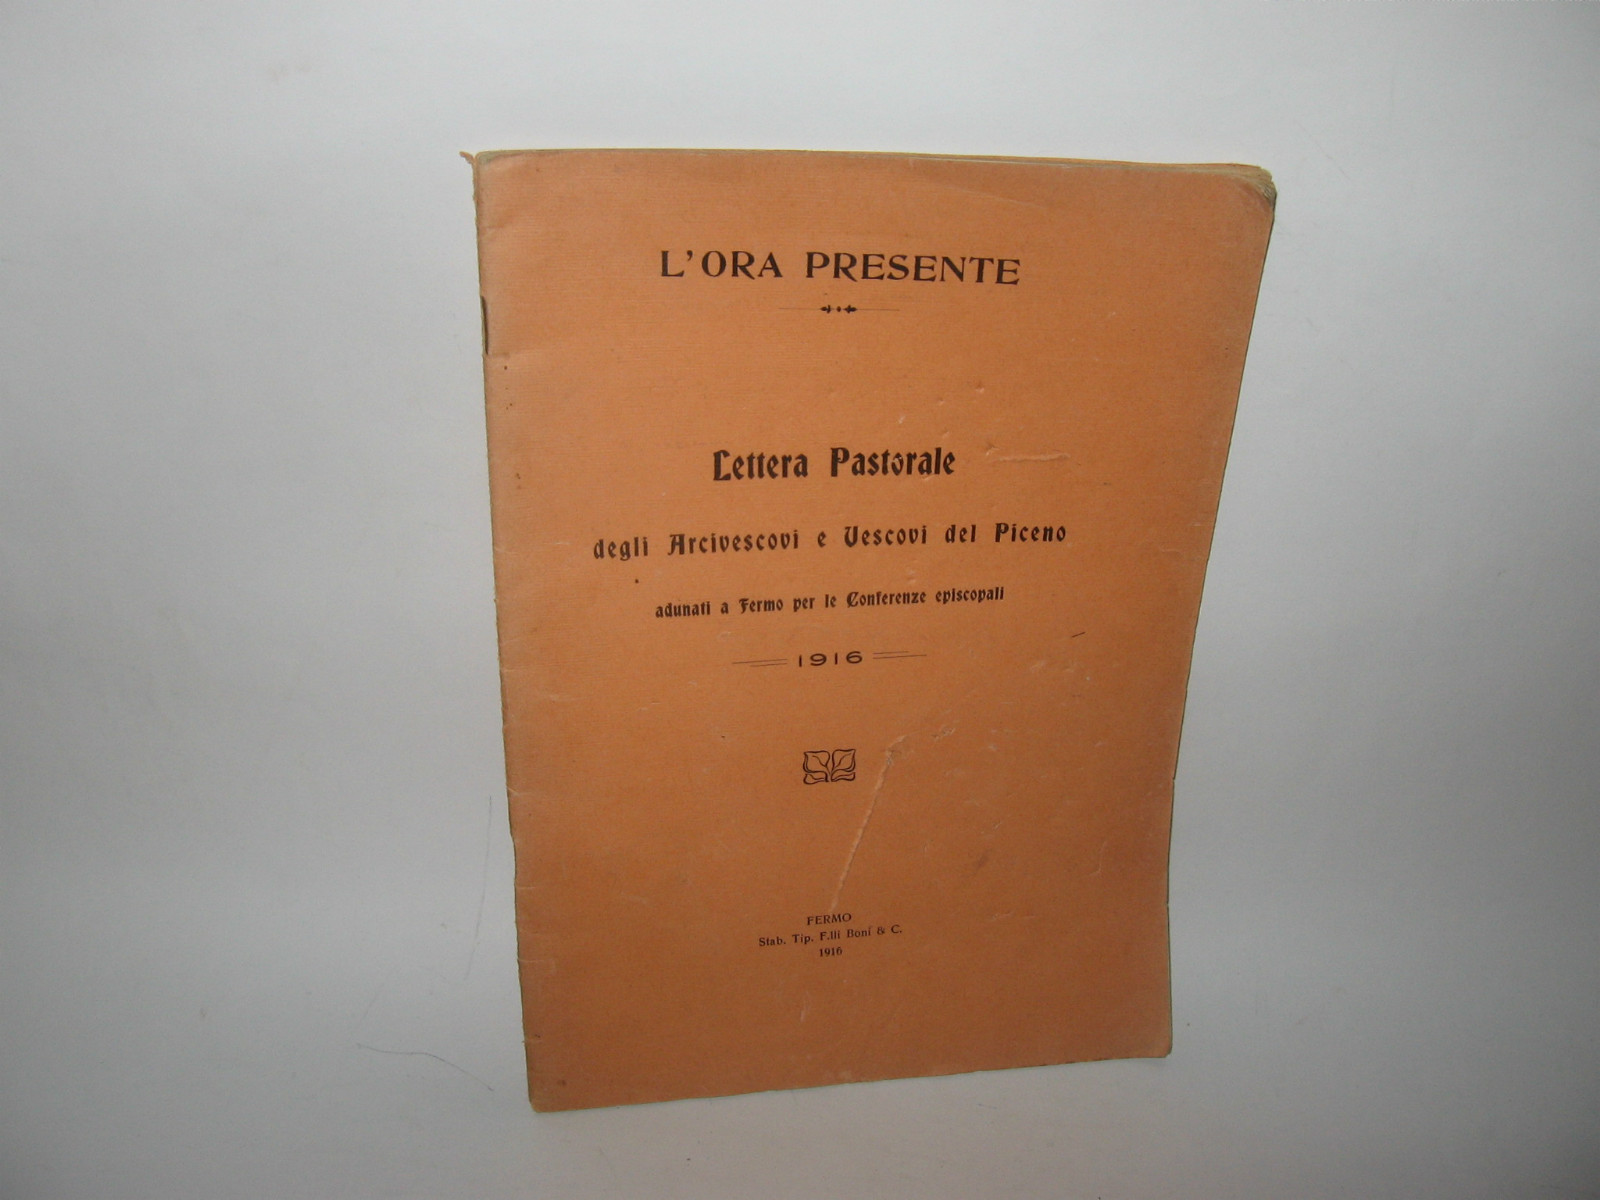 L'ORA PRESENTE
Lettera Pastorale
degli Arcivescovi e Vescovi del Piceno
adunati a Fermo per le Conferenze episcopali
1916
FERMO
Stab. Tip. F.lli Boni & C.
1916